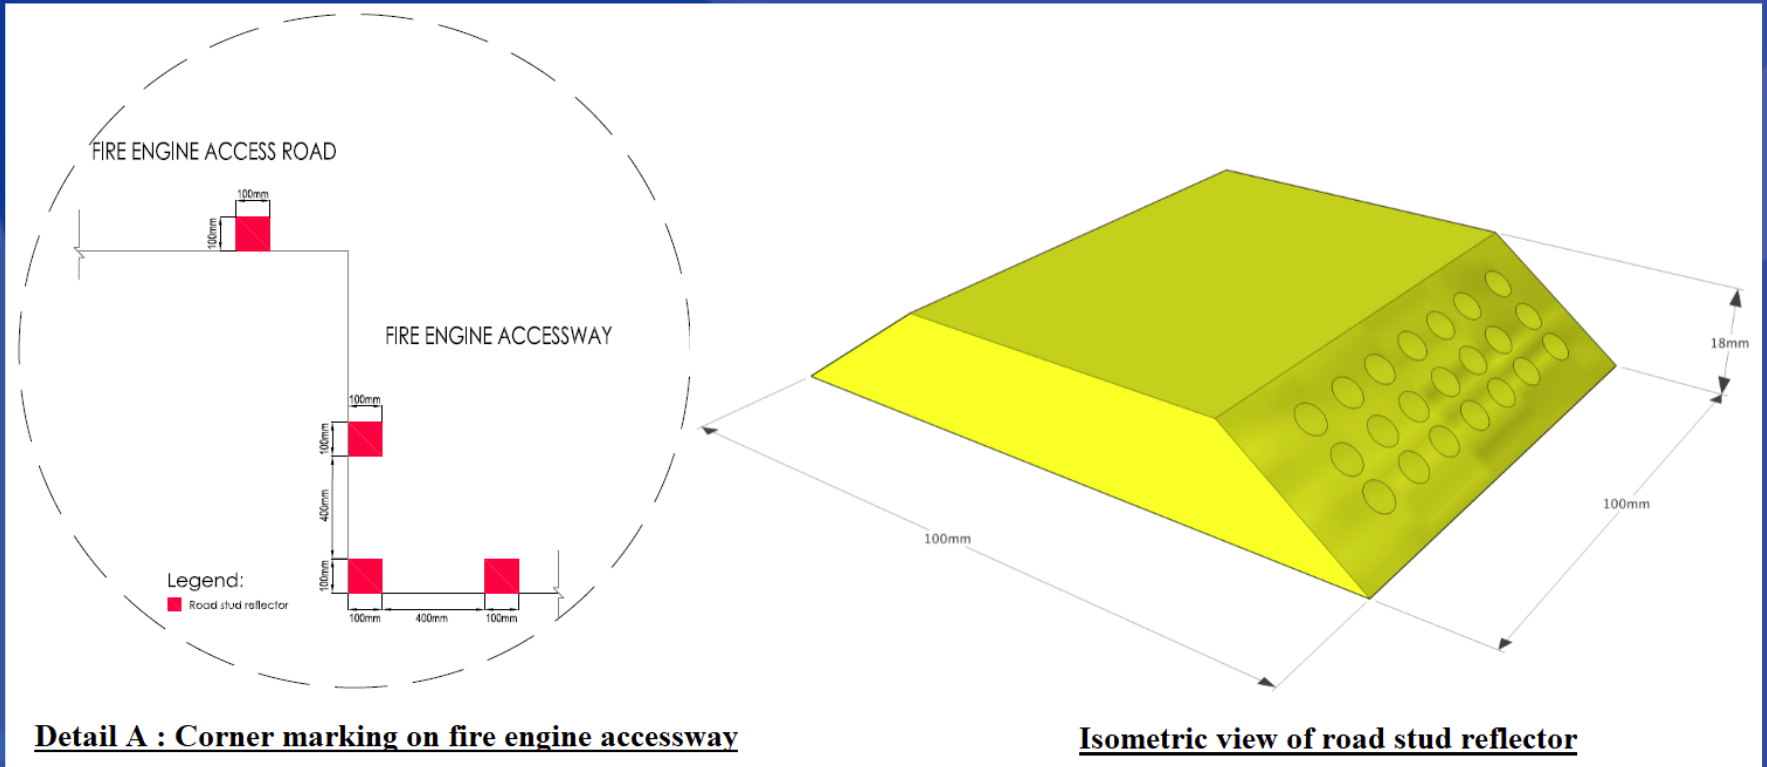 FIRE ENGINE ACCESS ROAD
100mm
100mm
FIRE ENGINE ACCESSWAY
100mm
100mm
400mm
100mm
100mm
400mm
100mm
Legend:
Road stud reflector
Detail A : Corner marking on fire engine accessway
18mm
100mm
100mm
Isometric view of road stud reflector